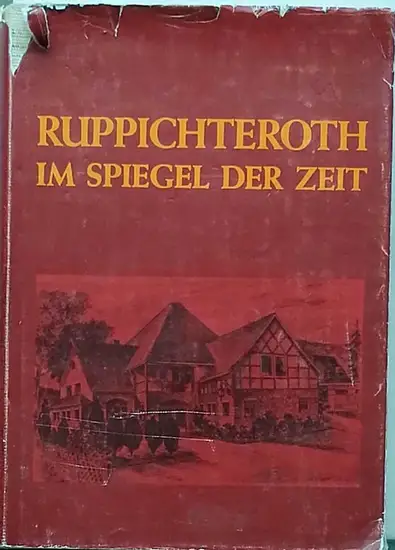 RUPPICHTEROTH
IM SPIEGEL DER ZEIT